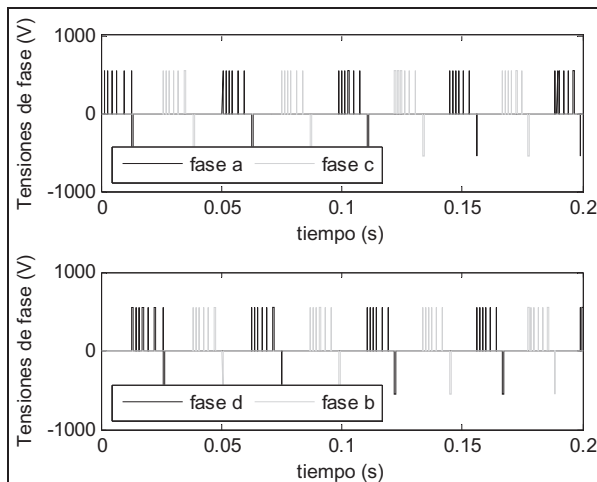 Tensiones de fase (V)
1000
0
-1000
fase a
fase c
0
0.05
0.1
0.15
0.2
tiempo (s)
Tensiones de fase (V)
1000
0
-1000
fase d
fase b
0
0.05
0.1
0.15
0.2
tiempo (s)